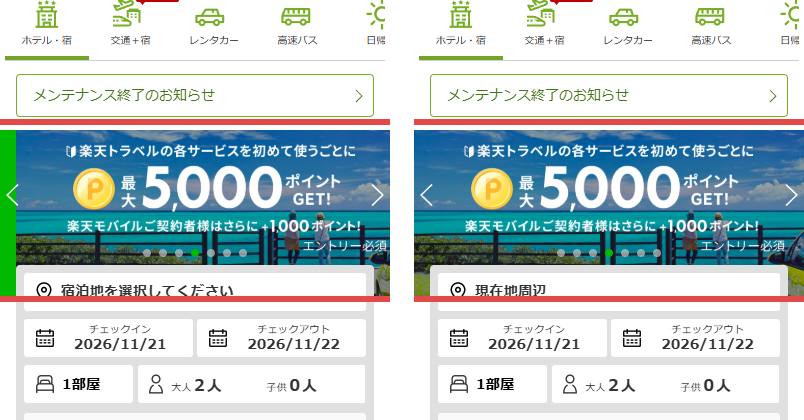 ホテル・宿 交通＋宿 レンタカー 高速バス 日帰
メンテナンス終了のお知らせ
楽天トラベルの各サービスを初めて使うごとに
P 最大 5,000 ポイント GET!
楽天モバイルご契約者様はさらに+1,000ポイント!
エントリー必須
宿泊地を選択してください
チェックイン チェックアウト
2026/11/21 2026/11/22
1部屋 大人 2人 子供 0人
ホテル・宿 交通＋宿 レンタカー 高速バス 日帰
メンテナンス終了のお知らせ
楽天トラベルの各サービスを初めて使うごとに
P 最大 5,000 ポイント GET!
楽天モバイルご契約者様はさらに+1,000ポイント!
エントリー必須
現在地周辺
チェックイン チェックアウト
2026/11/21 2026/11/22
1部屋 大人 2人 子供 0人